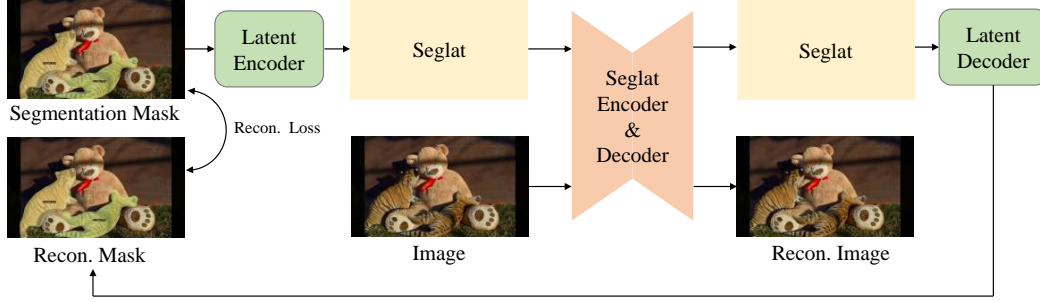 Latent
Encoder
Seglat
Seglat
Encoder
&
Decoder
Seglat
Latent
Decoder
Segmentation Mask
Recon. Loss
Recon. Mask
Image
Recon. Image